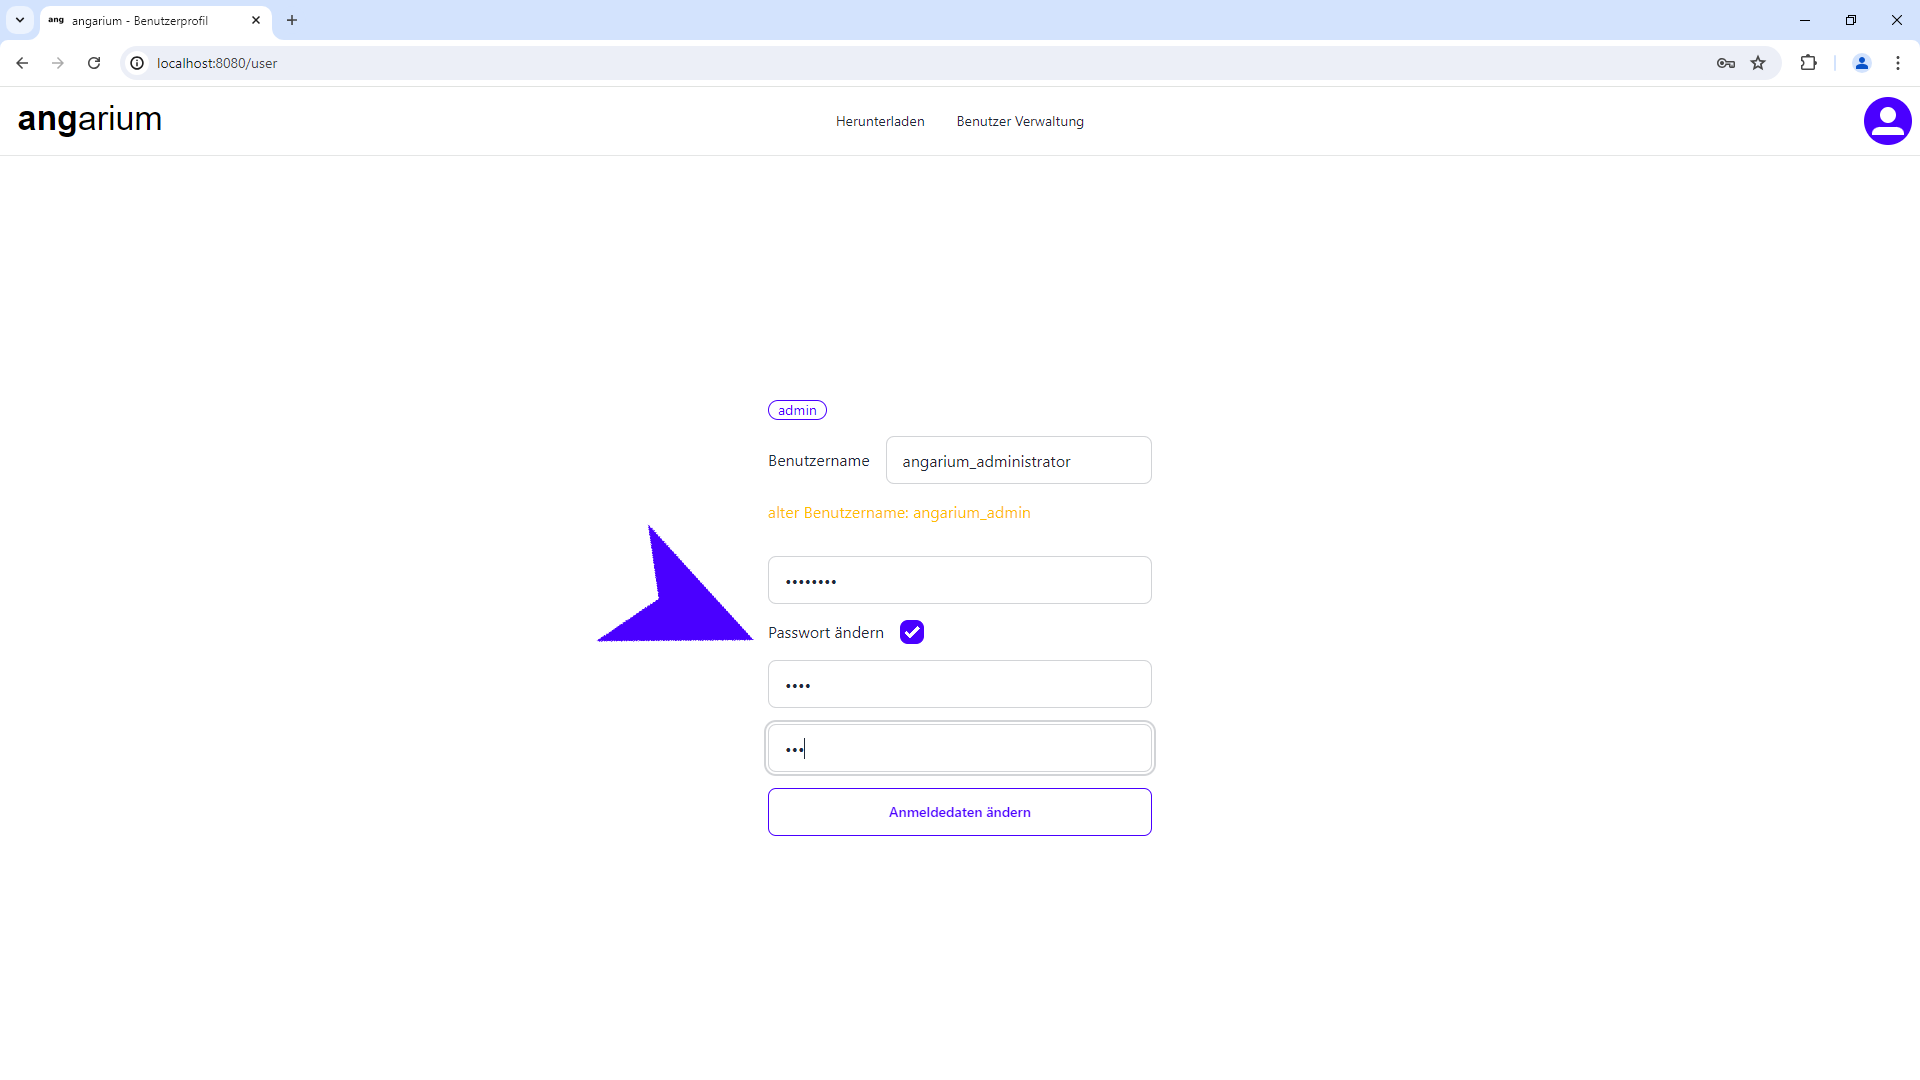 ang angarium - Benutzerprofil
localhost:8080/user
angarium
Herunterladen
Benutzer Verwaltung
admin
Benutzername
angarium_administrator
alter Benutzername: angarium_admin
••••••••
Passwort ändern
••••
•••
Anmeldedaten ändern